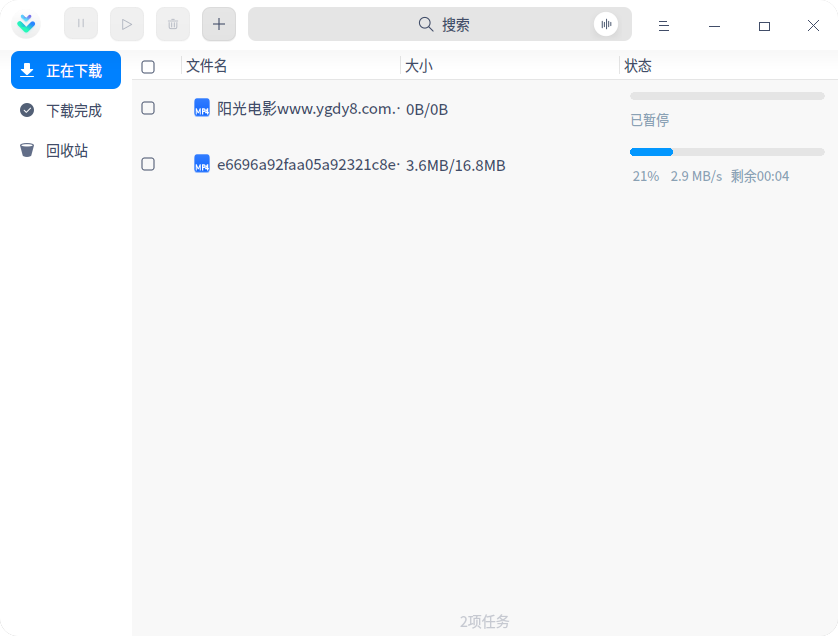 搜索
正在下载
下载完成
回收站
文件名 大小 状态
阳光电影www.ygdy8.com.· 0B/0B
已暂停
e6696a92faa05a92321c8e· 3.6MB/16.8MB
21% 2.9 MB/s 剩余00:04
MP4
MP4
2项任务